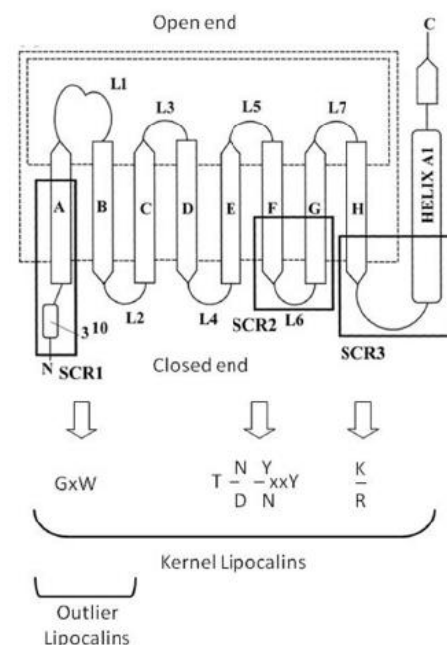 Open end
C
L1
L3
L5
L7
A
B
C
D
E
F
G
H
HELIX A1
3 10
N
SCR1
L2
L4
SCR2
L6
SCR3
Closed end
GxW
N Y
T – –xxY
D N
K
R
Kernel Lipocalins
Outlier
Lipocalins